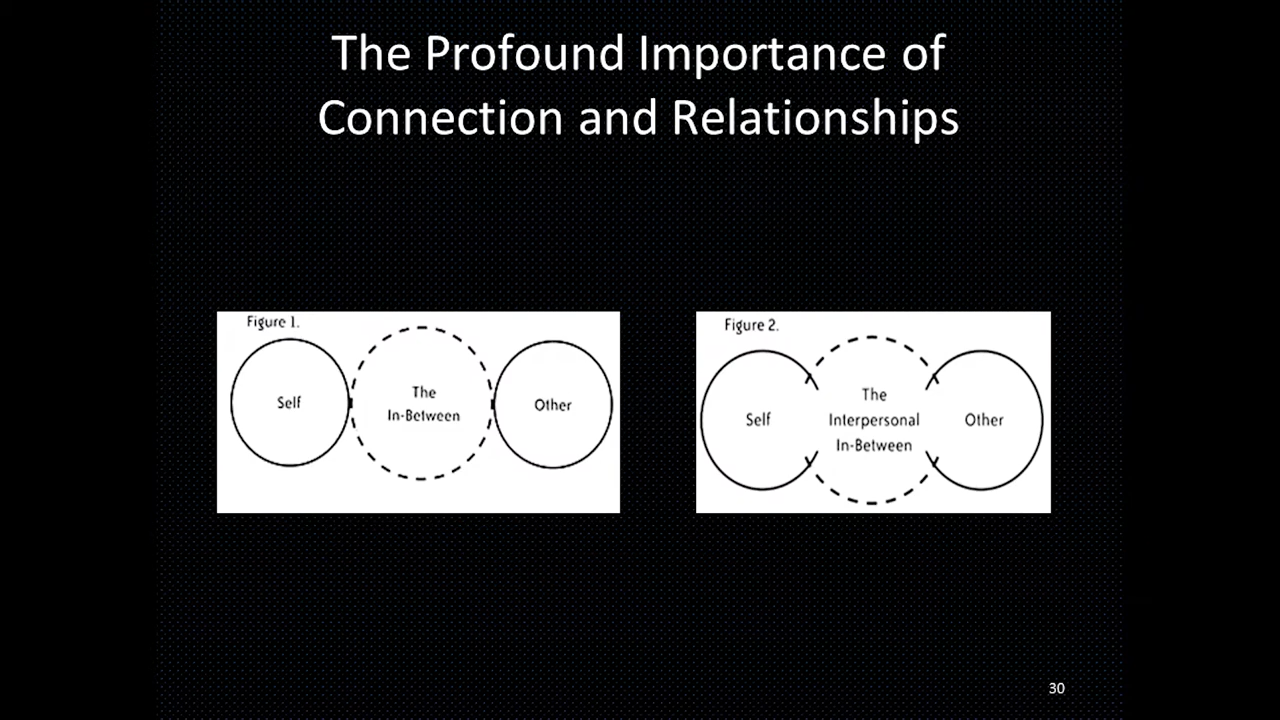 The Profound Importance of
Connection and Relationships
Figure 1.
Self
The
In-Between
Other
Figure 2.
Self
The
Interpersonal
In-Between
Other
30